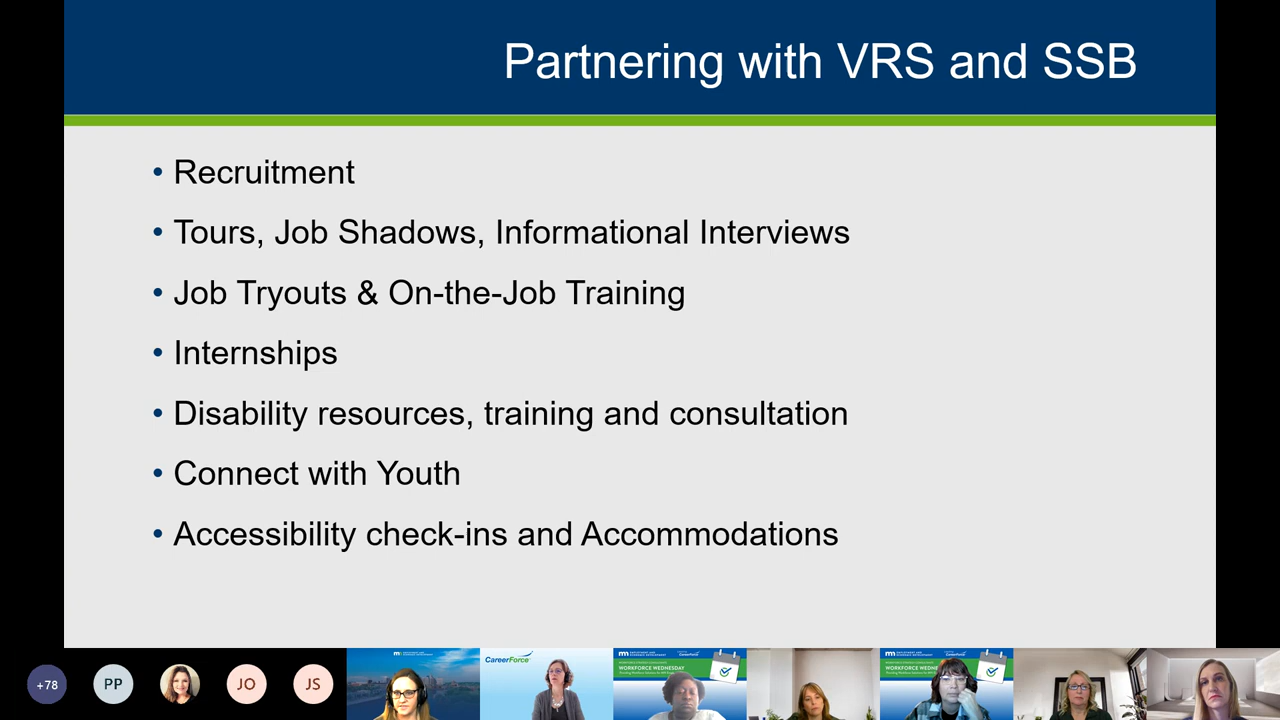 Partnering with VRS and SSB
• Recruitment
• Tours, Job Shadows, Informational Interviews
• Job Tryouts & On-the-Job Training
• Internships
• Disability resources, training and consultation
• Connect with Youth
• Accessibility check-ins and Accommodations
+78
PP
JO
JS
CareerForce
WORKFORCE WEDNESDAY
WORKFORCE WEDNE